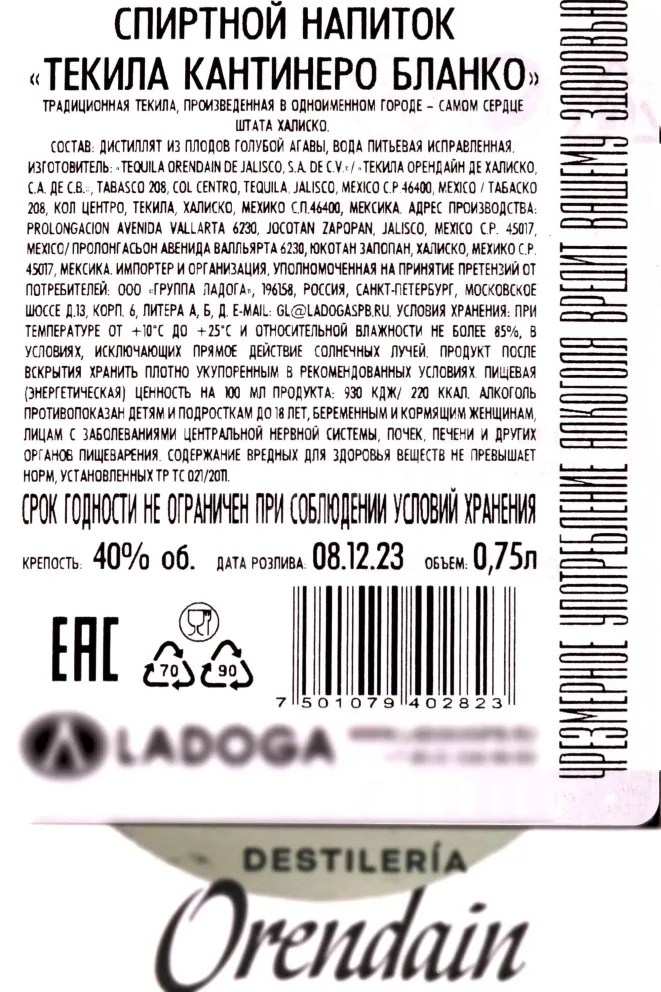 СПИРТНОЙ НАПИТОК
«ТЕКИЛА КАНТИНЕРО БЛАНКО»
ТРАДИЦИОННАЯ ТЕКИЛА, ПРОИЗВЕДЕННАЯ В ОДНОИМЕННОМ ГОРОДЕ – САМОМ СЕРДЦЕ
ШТАТА ХАЛИСКО.
СОСТАВ: ДИСТИЛЛЯТ ИЗ ПЛОДОВ ГОЛУБОЙ АГАВЫ, ВОДА ПИТЬЕВАЯ ИСПРАВЛЕННАЯ.
ИЗГОТОВИТЕЛЬ: «TEQUILA ORENDAIN DE JALISCO, S.A. DE C.V.» / «ТЕКИЛА ОРЕНДАЙН ДЕ ХАЛИСКО,
С.А. ДЕ С.В.», TABASCO 208, COL CENTRO, TEQUILA, JALISCO, MEXICO C.P 46400, MEXICO / ТАБАСКО
208, КОЛ ЦЕНТРО, ТЕКИЛА, ХАЛИСКО, МЕХИКО С.П.46400, МЕКСИКА. АДРЕС ПРОИЗВОДСТВА:
PROLONGACION AVENIDA VALLARTA 6230, JOCOTAN ZAPOPAN, JALISCO, MEXICO C.P. 45017,
MEXICO/ ПРОЛОНГАСЬОН АВЕНИДА ВАЛЛЬЯРТА 6230, ЮКОТАН ЗАПОПАН, ХАЛИСКО, МЕХИКО С.Р.
45017, МЕКСИКА. ИМПОРТЕР И ОРГАНИЗАЦИЯ, УПОЛНОМОЧЕННАЯ НА ПРИНЯТИЕ ПРЕТЕНЗИЙ ОТ
ПОТРЕБИТЕЛЕЙ: ООО «ГРУППА ЛАДОГА», 196158, РОССИЯ, САНКТ-ПЕТЕРБУРГ, МОСКОВСКОЕ
ШОССЕ Д.13, КОРП. 6, ЛИТЕРА А, Б, Д. E-MAIL: GL@LADOGASPB.RU. УСЛОВИЯ ХРАНЕНИЯ: ПРИ
ТЕМПЕРАТУРЕ ОТ +10°С ДО +25°С И ОТНОСИТЕЛЬНОЙ ВЛАЖНОСТИ НЕ БОЛЕЕ 85%, В
УСЛОВИЯХ, ИСКЛЮЧАЮЩИХ ПРЯМОЕ ДЕЙСТВИЕ СОЛНЕЧНЫХ ЛУЧЕЙ. ПРОДУКТ ПОСЛЕ
ВСКРЫТИЯ ХРАНИТЬ ПЛОТНО УКУПОРЕННЫМ В РЕКОМЕНДОВАННЫХ УСЛОВИЯХ. ПИЩЕВАЯ
(ЭНЕРГЕТИЧЕСКАЯ) ЦЕННОСТЬ НА 100 МЛ ПРОДУКТА: 930 КДЖ/ 220 ККАЛ. АЛКОГОЛЬ
ПРОТИВОПОКАЗАН ДЕТЯМ И ПОДРОСТКАМ ДО 18 ЛЕТ, БЕРЕМЕННЫМ И КОРМЯЩИМ ЖЕНЩИНАМ,
ЛИЦАМ С ЗАБОЛЕВАНИЯМИ ЦЕНТРАЛЬНОЙ НЕРВНОЙ СИСТЕМЫ, ПОЧЕК, ПЕЧЕНИ И ДРУГИХ
ОРГАНОВ ПИЩЕВАРЕНИЯ. СОДЕРЖАНИЕ ВРЕДНЫХ ДЛЯ ЗДОРОВЬЯ ВЕЩЕСТВ НЕ ПРЕВЫШАЕТ
НОРМ, УСТАНОВЛЕННЫХ ТР ТС 021/2011.
СРОК ГОДНОСТИ НЕ ОГРАНИЧЕН ПРИ СОБЛЮДЕНИИ УСЛОВИЙ ХРАНЕНИЯ
КРЕПОСТЬ: 40% об. ДАТА РОЗЛИВА: 08.12.23 ОБЪЕМ: 0,75л
EAC 70 90
7 501079 402823
LADOGA
ЧРЕЗМЕРНОЕ УПОТРЕБЛЕНИЕ АЛКОГОЛЯ ВРЕДИТ ВАШЕМУ ЗДОРОВЬЮ
DESTILERÍA
Orendain